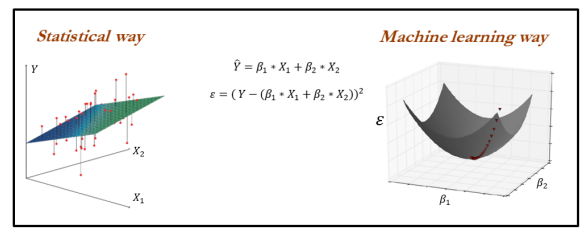 Statistical way
Machine learning way
Y
X₂
X₁
Ŷ = β₁ * X₁ + β₂ * X₂
ε = ( Y − (β₁ * X₁ + β₂ * X₂))²
Ɛ
β₁
β₂